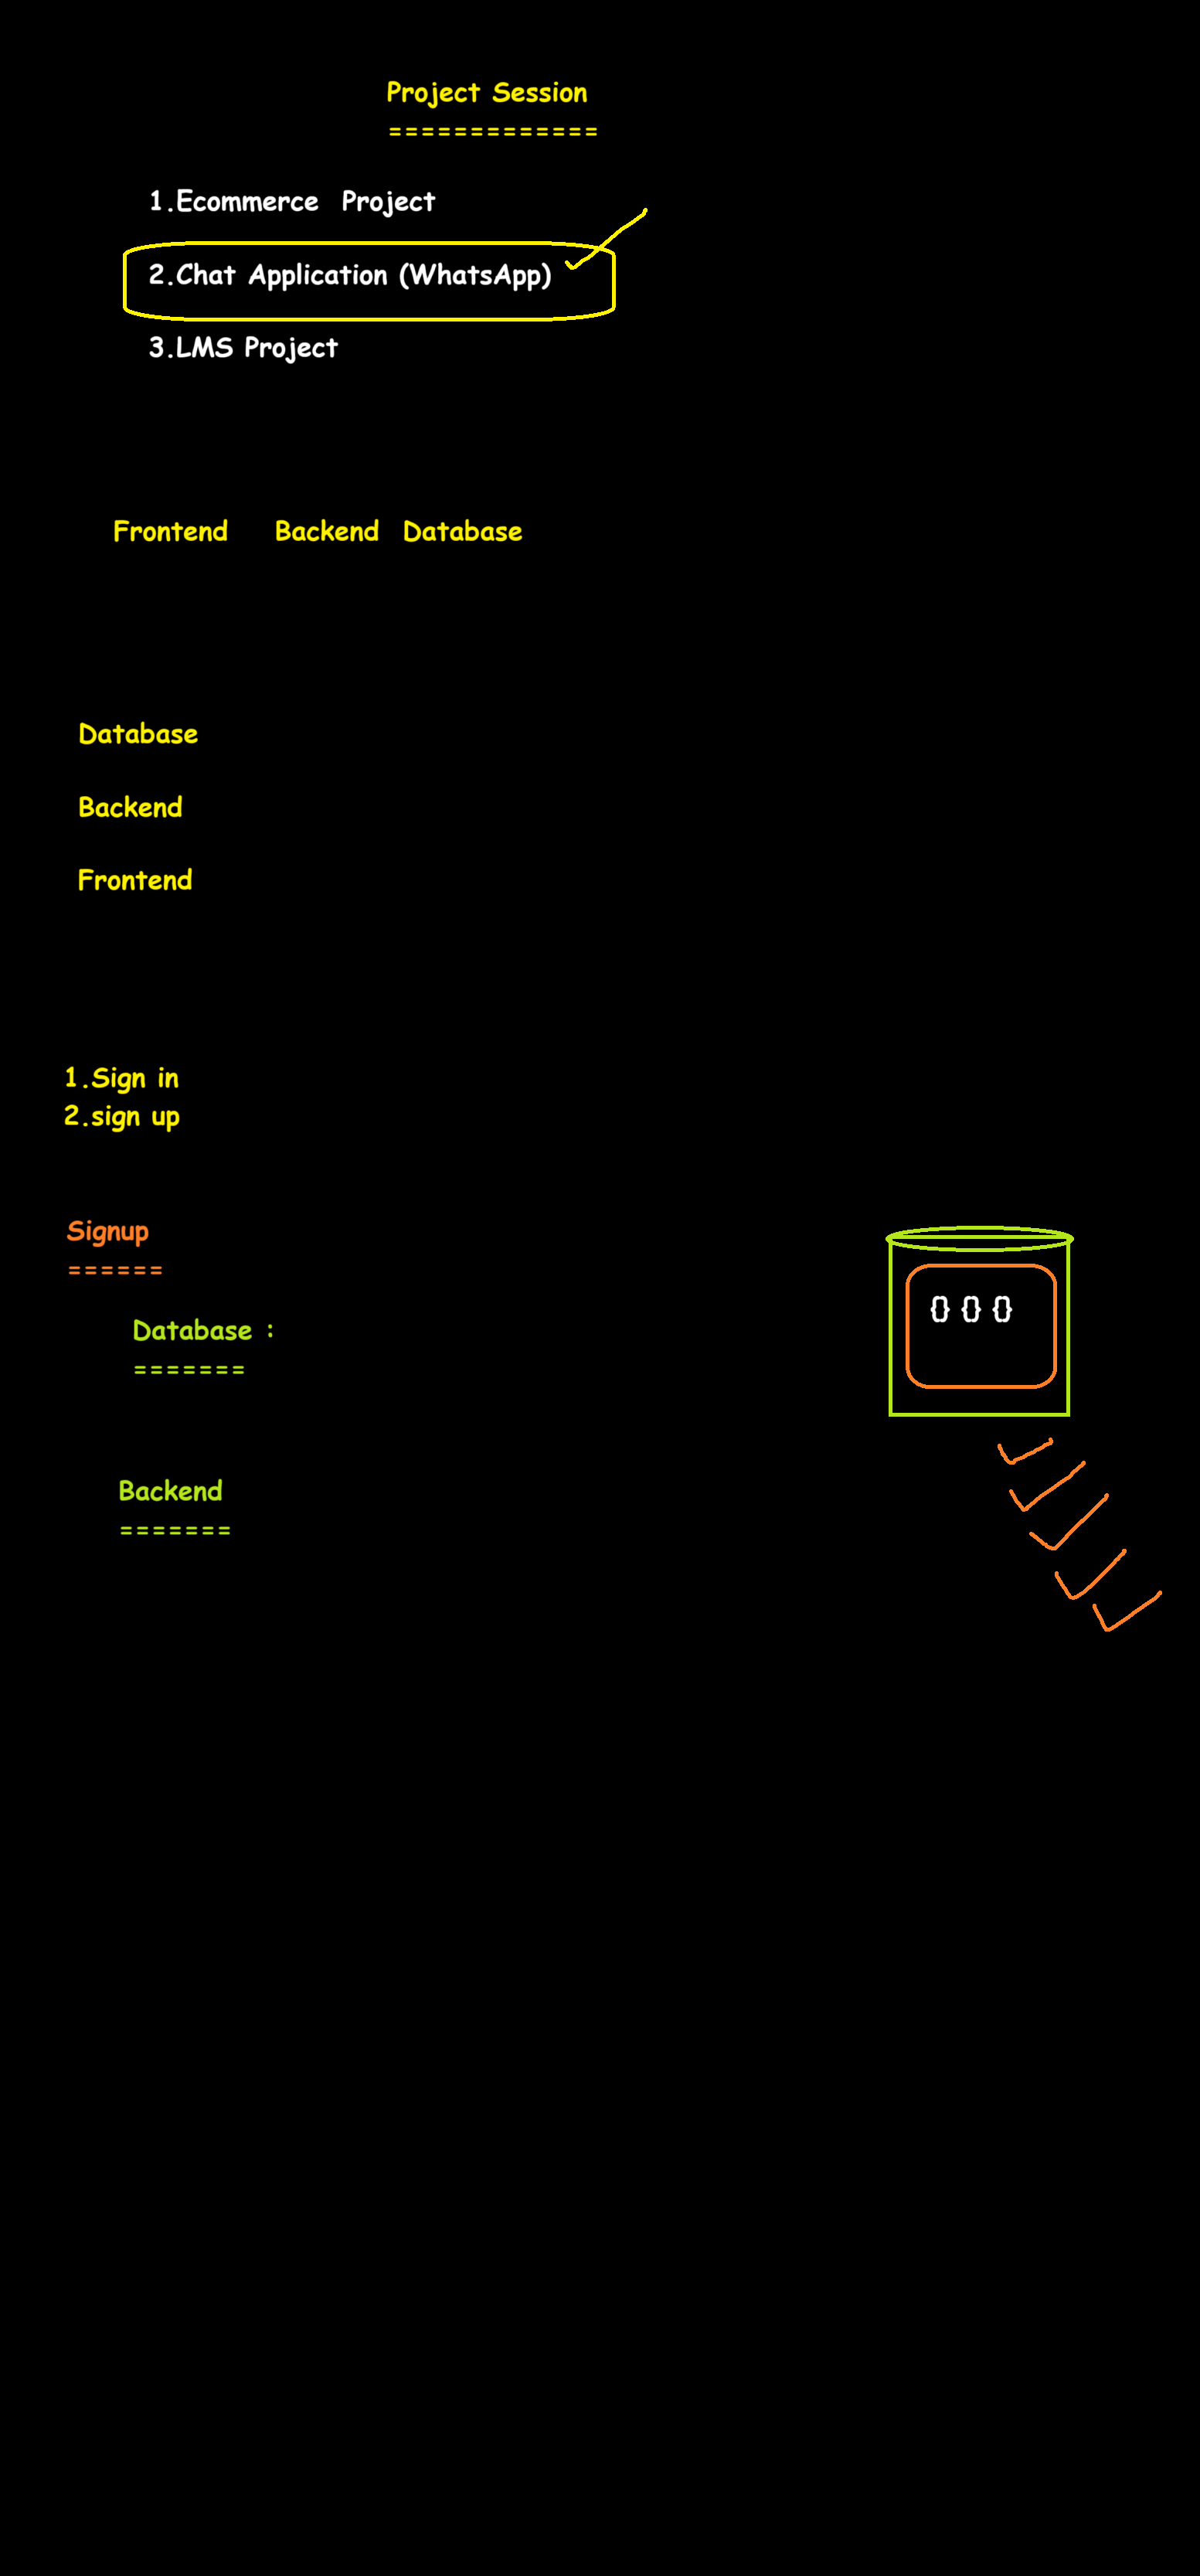 Project Session
=============
1.Ecommerce  Project
2.Chat Application (WhatsApp)
3.LMS Project
Frontend    Backend  Database
Database
Backend
Frontend
1.Sign in
2.sign up
Signup
======
{} {} {}
Database :
=======
Backend
=======